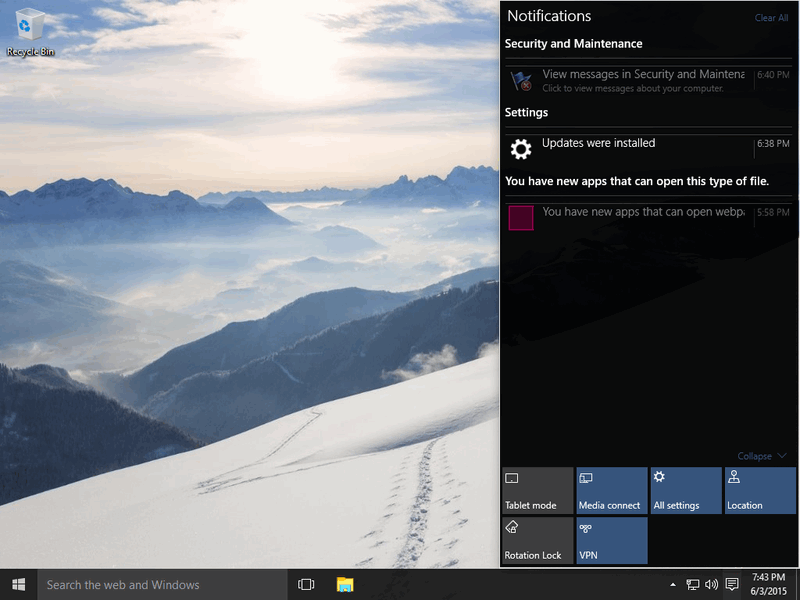 Recycle Bin
Notifications
Clear All
Security and Maintenance
View messages in Security and Maintena
6:40 PM
Click to view messages about your computer.
Settings
Updates were installed
6:38 PM
You have new apps that can open this type of file.
You have new apps that can open webpa
5:58 PM
Collapse
Tablet mode
Media connect
All settings
Location
Rotation Lock
VPN
Search the web and Windows
7:43 PM
6/3/2015